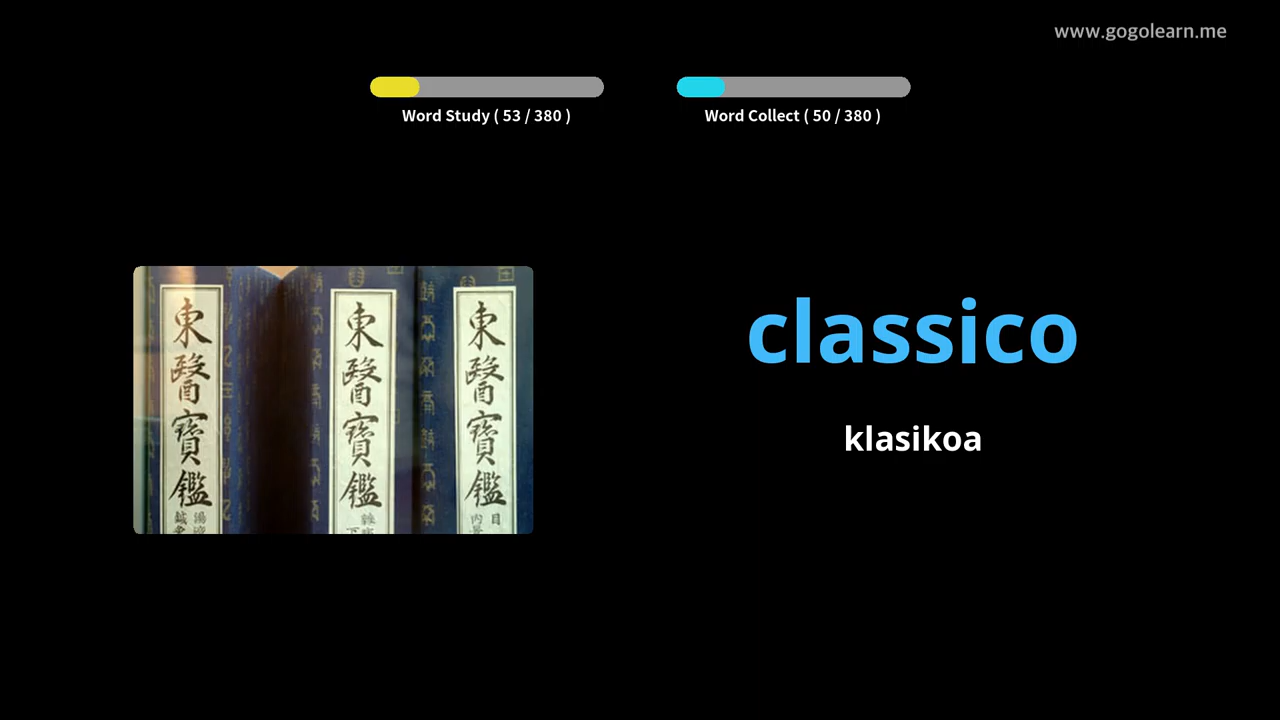 www.gogolearn.me
Word Study ( 53 / 380 )
Word Collect ( 50 / 380 )
東醫寶鑑
東醫寶鑑
東醫寶鑑
classico
klasikoa